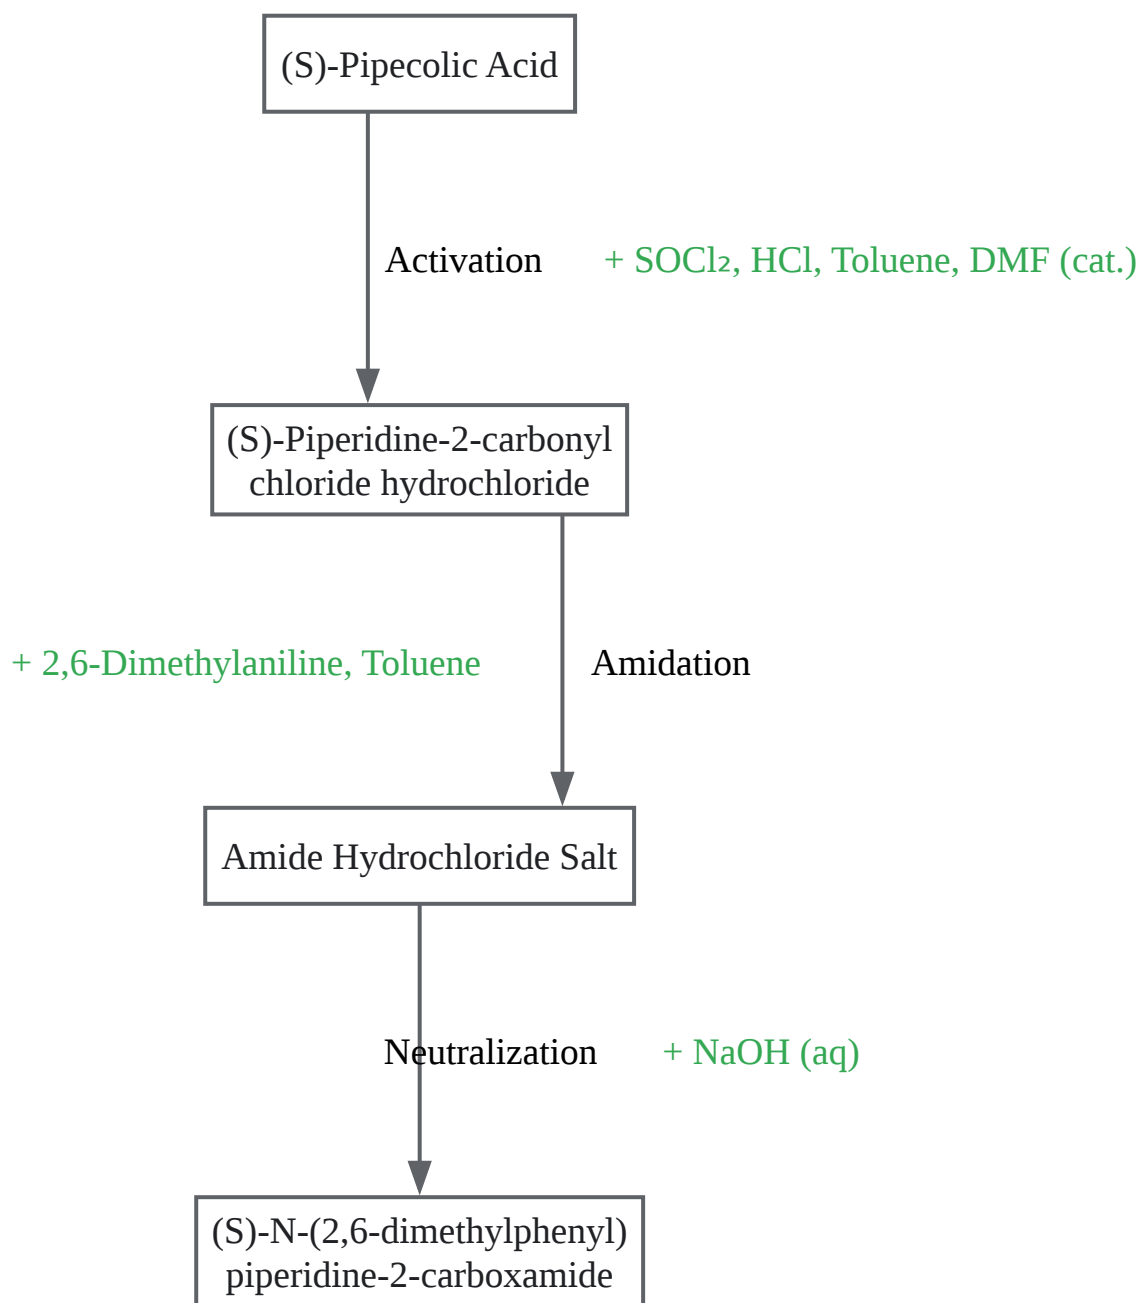 (S)-Pipecolic Acid
Activation + SOCl₂, HCl, Toluene, DMF (cat.)
(S)-Piperidine-2-carbonyl
chloride hydrochloride
+ 2,6-Dimethylaniline, Toluene Amidation
Amide Hydrochloride Salt
Neutralization + NaOH (aq)
(S)-N-(2,6-dimethylphenyl)
piperidine-2-carboxamide